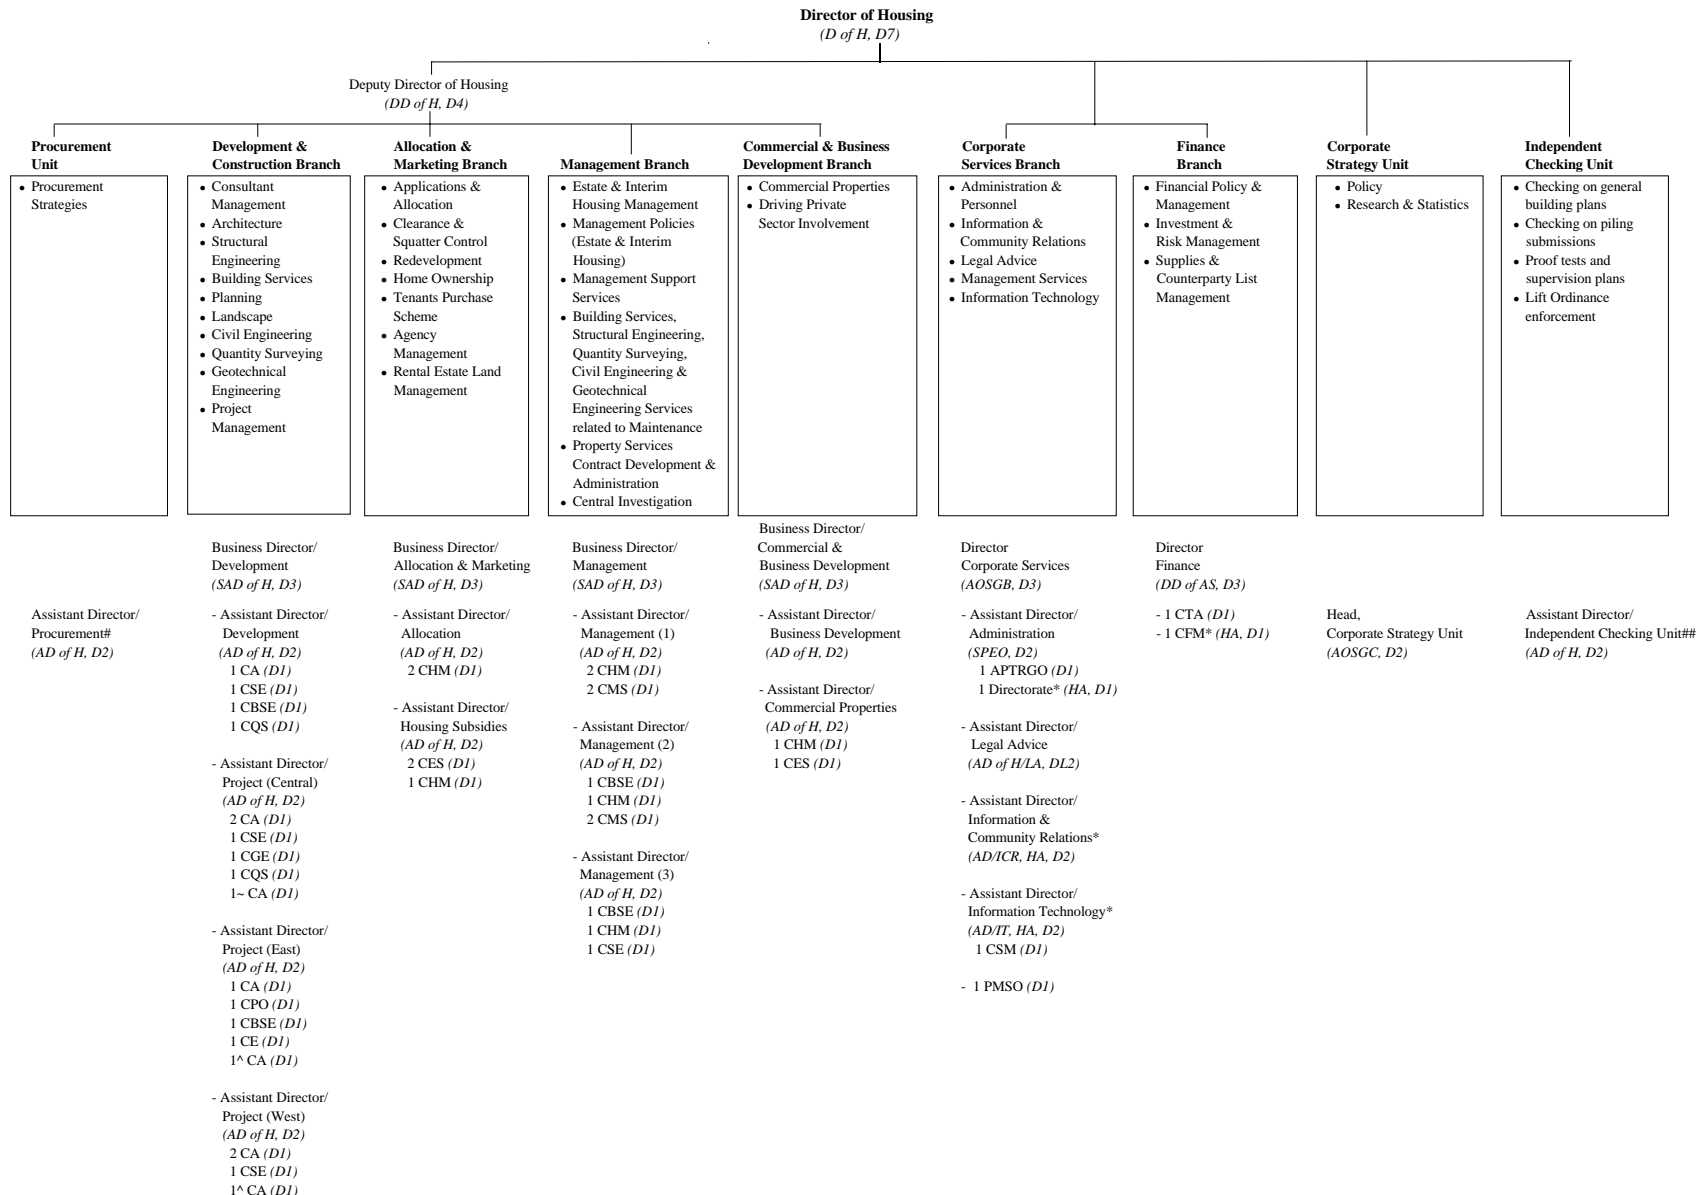 Director of Housing
(D of H, D7)
Deputy Director of Housing
(DD of H, D4)
Procurement
Unit
• Procurement
Strategies
Assistant Director/
Procurement#
(AD of H, D2)
Development &
Construction Branch
• Consultant
Management
• Architecture
• Structural
Engineering
• Building Services
• Planning
• Landscape
• Civil Engineering
• Quantity Surveying
• Geotechnical
Engineering
• Project
Management
Business Director/
Development
(SAD of H, D3)
- Assistant Director/
Development
(AD of H, D2)
1 CA (D1)
1 CSE (D1)
1 CBSE (D1)
1 CQS (D1)
- Assistant Director/
Project (Central)
(AD of H, D2)
2 CA (D1)
1 CSE (D1)
1 CGE (D1)
1 CQS (D1)
1~ CA (D1)
- Assistant Director/
Project (East)
(AD of H, D2)
1 CA (D1)
1 CPO (D1)
1 CBSE (D1)
1 CE (D1)
1^ CA (D1)
- Assistant Director/
Project (West)
(AD of H, D2)
2 CA (D1)
1 CSE (D1)
1^ CA (D1)
Allocation &
Marketing Branch
• Applications &
Allocation
• Clearance &
Squatter Control
• Redevelopment
• Home Ownership
• Tenants Purchase
Scheme
• Agency
Management
• Rental Estate Land
Management
Business Director/
Allocation & Marketing
(SAD of H, D3)
- Assistant Director/
Allocation
(AD of H, D2)
2 CHM (D1)
- Assistant Director/
Housing Subsidies
(AD of H, D2)
2 CES (D1)
1 CHM (D1)
Management Branch
• Estate & Interim
Housing Management
• Management Policies
(Estate & Interim
Housing)
• Management Support
Services
• Building Services,
Structural Engineering,
Quantity Surveying,
Civil Engineering &
Geotechnical
Engineering Services
related to Maintenance
• Property Services
Contract Development &
Administration
• Central Investigation
Business Director/
Management
(SAD of H, D3)
- Assistant Director/
Management (1)
(AD of H, D2)
2 CHM (D1)
2 CMS (D1)
- Assistant Director/
Management (2)
(AD of H, D2)
1 CBSE (D1)
1 CHM (D1)
2 CMS (D1)
- Assistant Director/
Management (3)
(AD of H, D2)
1 CBSE (D1)
1 CHM (D1)
1 CSE (D1)
Commercial & Business
Development Branch
• Commercial Properties
• Driving Private
Sector Involvement
Business Director/
Commercial &
Business Development
(SAD of H, D3)
- Assistant Director/
Business Development
(AD of H, D2)
- Assistant Director/
Commercial Properties
(AD of H, D2)
1 CHM (D1)
1 CES (D1)
Corporate
Services Branch
• Administration &
Personnel
• Information &
Community Relations
• Legal Advice
• Management Services
• Information Technology
Director
Corporate Services
(AOSGB, D3)
- Assistant Director/
Administration
(SPEO, D2)
1 APTRGO (D1)
1 Directorate* (HA, D1)
- Assistant Director/
Legal Advice
(AD of H/LA, DL2)
- Assistant Director/
Information &
Community Relations*
(AD/ICR, HA, D2)
- Assistant Director/
Information Technology*
(AD/IT, HA, D2)
1 CSM (D1)
- 1 PMSO (D1)
Finance
Branch
• Financial Policy &
Management
• Investment &
Risk Management
• Supplies &
Counterparty List
Management
Director
Finance
(DD of AS, D3)
- 1 CTA (D1)
- 1 CFM* (HA, D1)
Corporate
Strategy Unit
• Policy
• Research & Statistics
Head,
Corporate Strategy Unit
(AOSGC, D2)
Independent
Checking Unit
• Checking on general
building plans
• Checking on piling
submissions
• Proof tests and
supervision plans
• Lift Ordinance
enforcement
Assistant Director/
Independent Checking Unit##
(AD of H, D2)